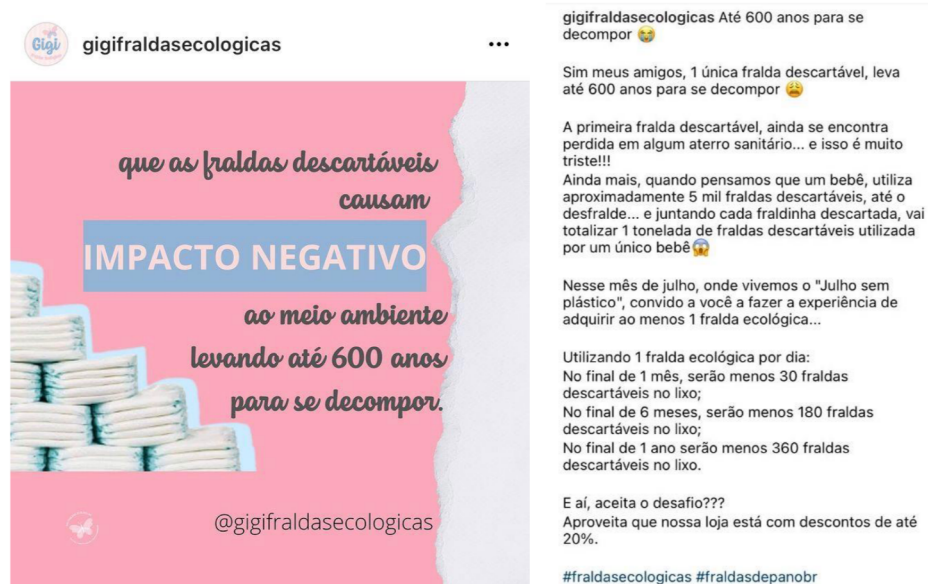 Gigi
gigifraldasecologicas
que as fraldas descartáveis
causam
IMPACTO NEGATIVO
ao meio ambiente
levando até 600 anos
para se decompor.
@gigifraldasecologicas
gigifraldasecologicas Até 600 anos para se
decompor 😭
Sim meus amigos, 1 única fralda descartável, leva
até 600 anos para se decompor 😩
A primeira fralda descartável, ainda se encontra
perdida em algum aterro sanitário... e isso é muito
triste!!!
Ainda mais, quando pensamos que um bebê, utiliza
aproximadamente 5 mil fraldas descartáveis, até o
desfralde... e juntando cada fraldinha descartada, vai
totalizar 1 tonelada de fraldas descartáveis utilizada
por um único bebê😱
Nesse mês de julho, onde vivemos o "Julho sem
plástico", convido a você a fazer a experiência de
adquirir ao menos 1 fralda ecológica...
Utilizando 1 fralda ecológica por dia:
No final de 1 mês, serão menos 30 fraldas
descartáveis no lixo;
No final de 6 meses, serão menos 180 fraldas
descartáveis no lixo;
No final de 1 ano serão menos 360 fraldas
descartáveis no lixo.
E aí, aceita o desafio???
Aproveita que nossa loja está com descontos de até
20%.
#fraldasecologicas #fraldasdepanobr